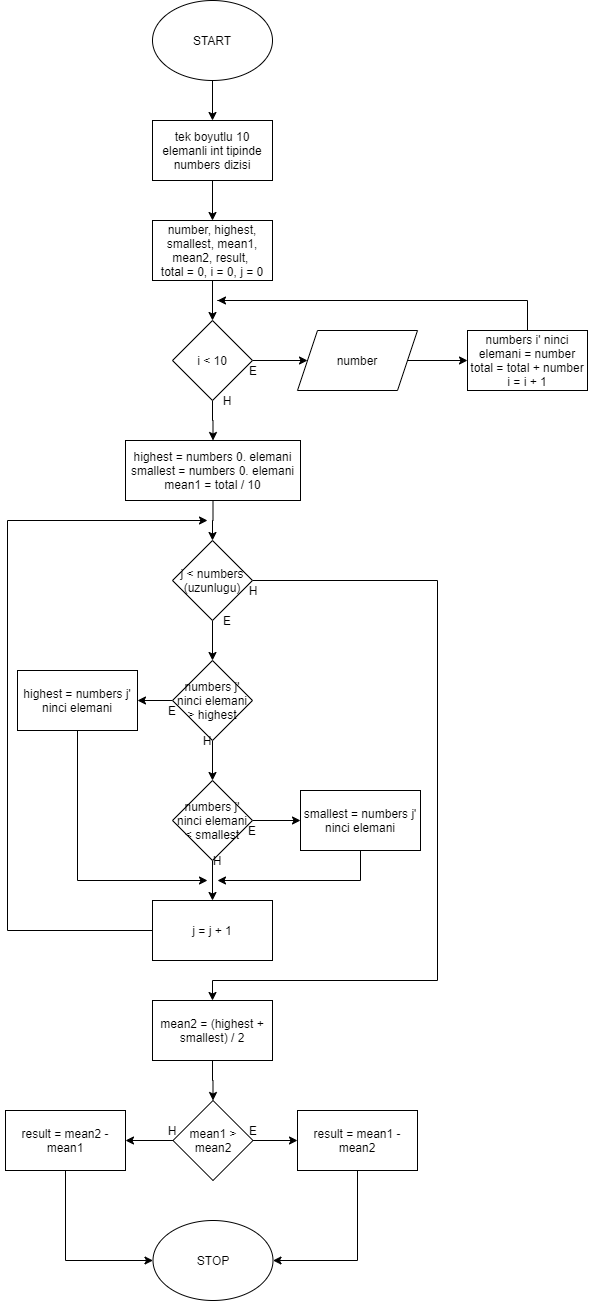 START
tek boyutlu 10
elemanli int tipinde
numbers dizisi
number, highest,
smallest, mean1,
mean2, result,
total = 0, i = 0, j = 0
i < 10
E
H
number
numbers i' ninci
elemani = number
total = total + number
i = i + 1
highest = numbers 0. elemani
smallest = numbers 0. elemani
mean1 = total / 10
j < numbers
(uzunlugu)
H
E
numbers j'
ninci elemani
> highest
E
H
highest = numbers j'
ninci elemani
numbers j'
ninci elemani
< smallest
E
H
smallest = numbers j'
ninci elemani
j = j + 1
mean2 = (highest +
smallest) / 2
mean1 >
mean2
H
E
result = mean2 -
mean1
result = mean1 -
mean2
STOP